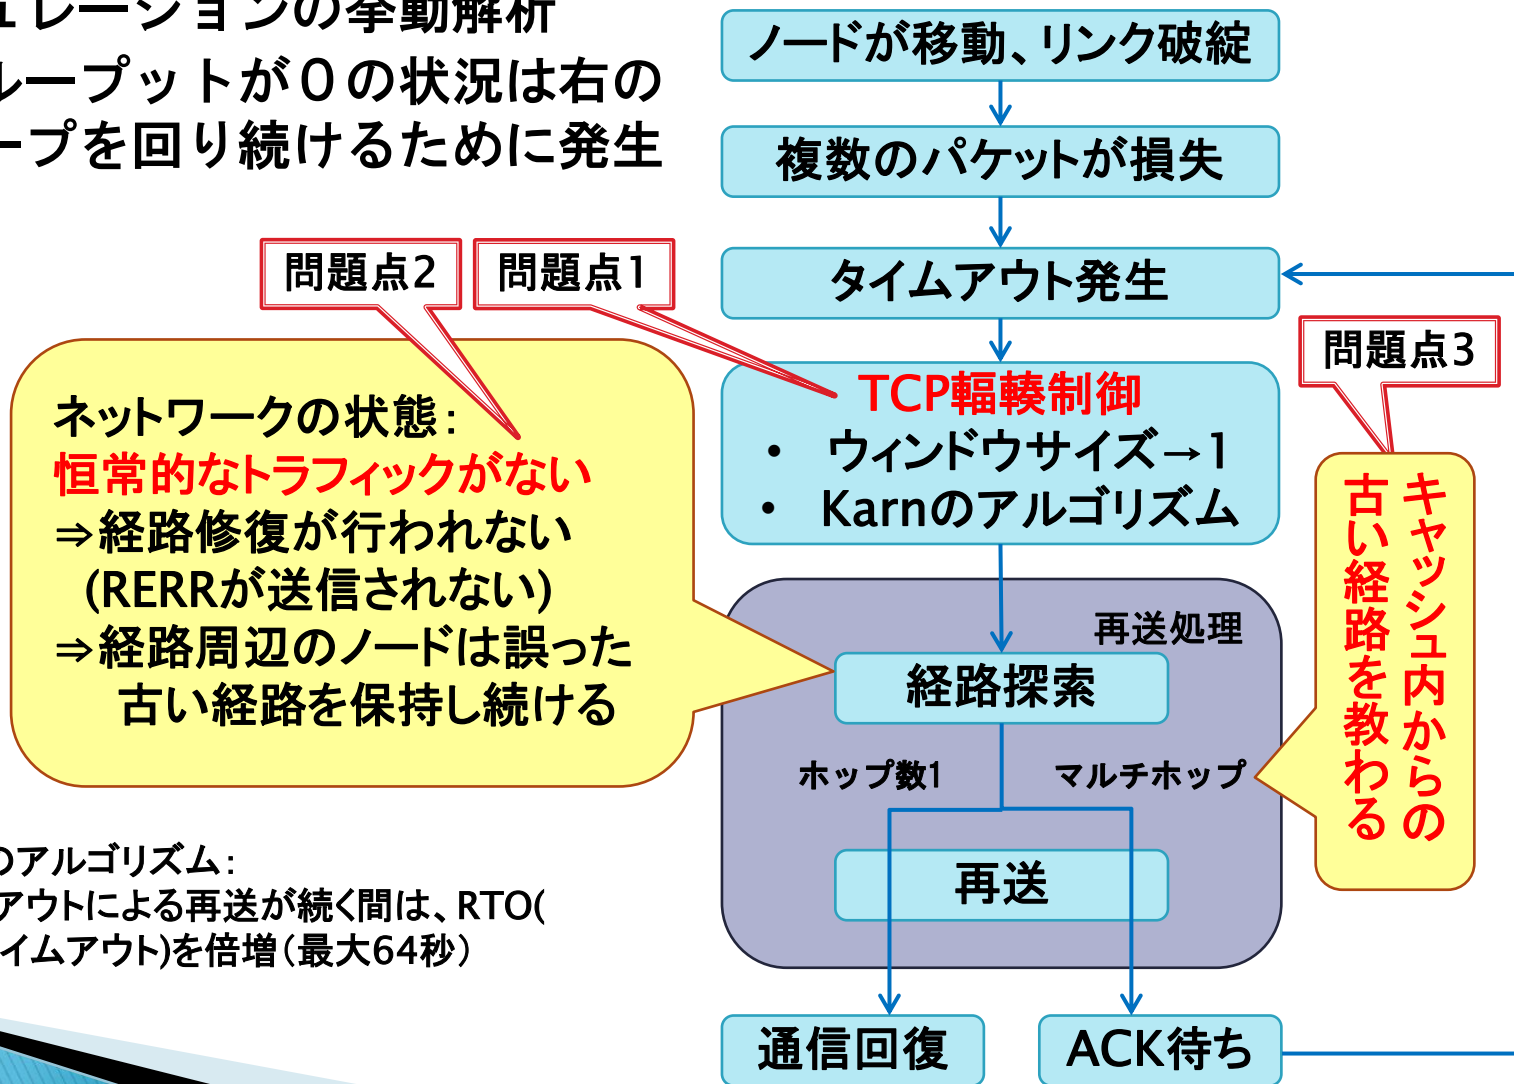 ュレーションの挙動解析
ループットが０の状況は右の
ープを回り続けるために発生
ノードが移動、リンク破綻
複数のパケットが損失
タイムアウト発生
問題点2
問題点1
TCP輻輳制御
• ウィンドウサイズ→1
• Karnのアルゴリズム
問題点3
キャッシュ内からの
古い経路を教わる
ネットワークの状態：
恒常的なトラフィックがない
⇒経路修復が行われない
(RERRが送信されない)
⇒経路周辺のノードは誤った
古い経路を保持し続ける
再送処理
経路探索
ホップ数1
マルチホップ
再送
通信回復
ACK待ち
のアルゴリズム：
アウトによる再送が続く間は、RTO(
イムアウト)を倍増（最大64秒）